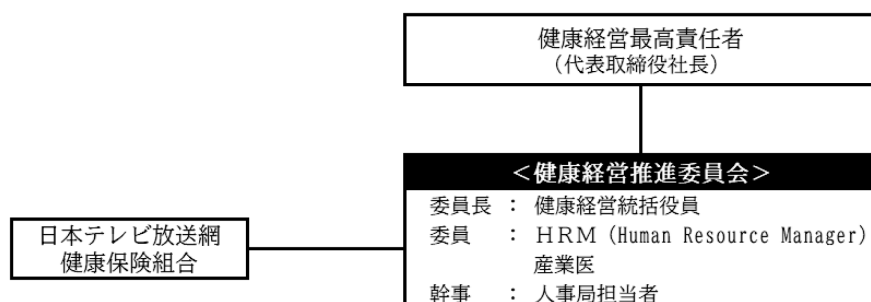 健康経営最高責任者
（代表取締役社長）
＜健康経営推進委員会＞
委員長 ： 健康経営統括役員
委員 ： ＨＲＭ（Human Resource Manager）
産業医
幹事 ： 人事局担当者
日本テレビ放送網
健康保険組合